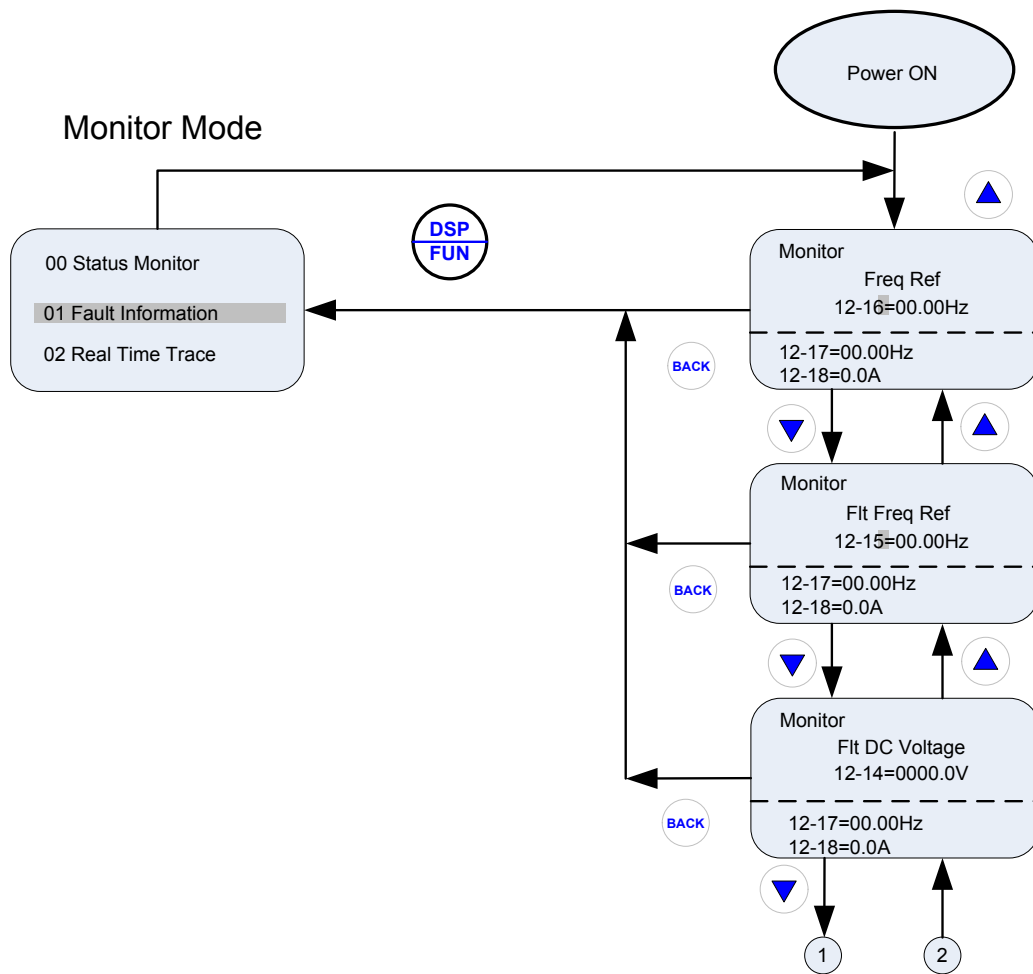 Power ON
Monitor Mode
DSP
FUN
00 Status Monitor
01 Fault Information
02 Real Time Trace
Monitor
Freq Ref
12-16=00.00Hz
12-17=00.00Hz
12-18=0.0A
BACK
Monitor
Flt Freq Ref
12-15=00.00Hz
12-17=00.00Hz
12-18=0.0A
BACK
Monitor
Flt DC Voltage
12-14=0000.0V
12-17=00.00Hz
12-18=0.0A
BACK
1
2